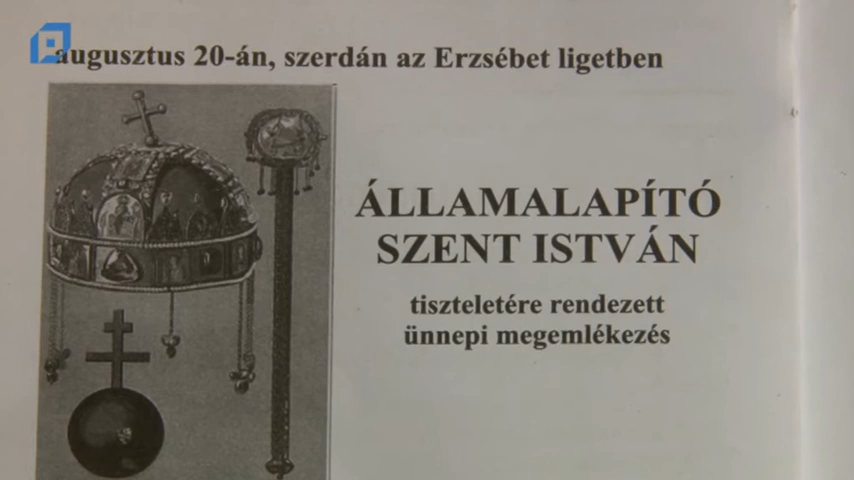 augusztus 20-án, szerdán az Erzsébet ligetben
ÁLLAMALAPÍTÓ
SZENT ISTVÁN
tiszteletére rendezett
ünnepi megemlékezés